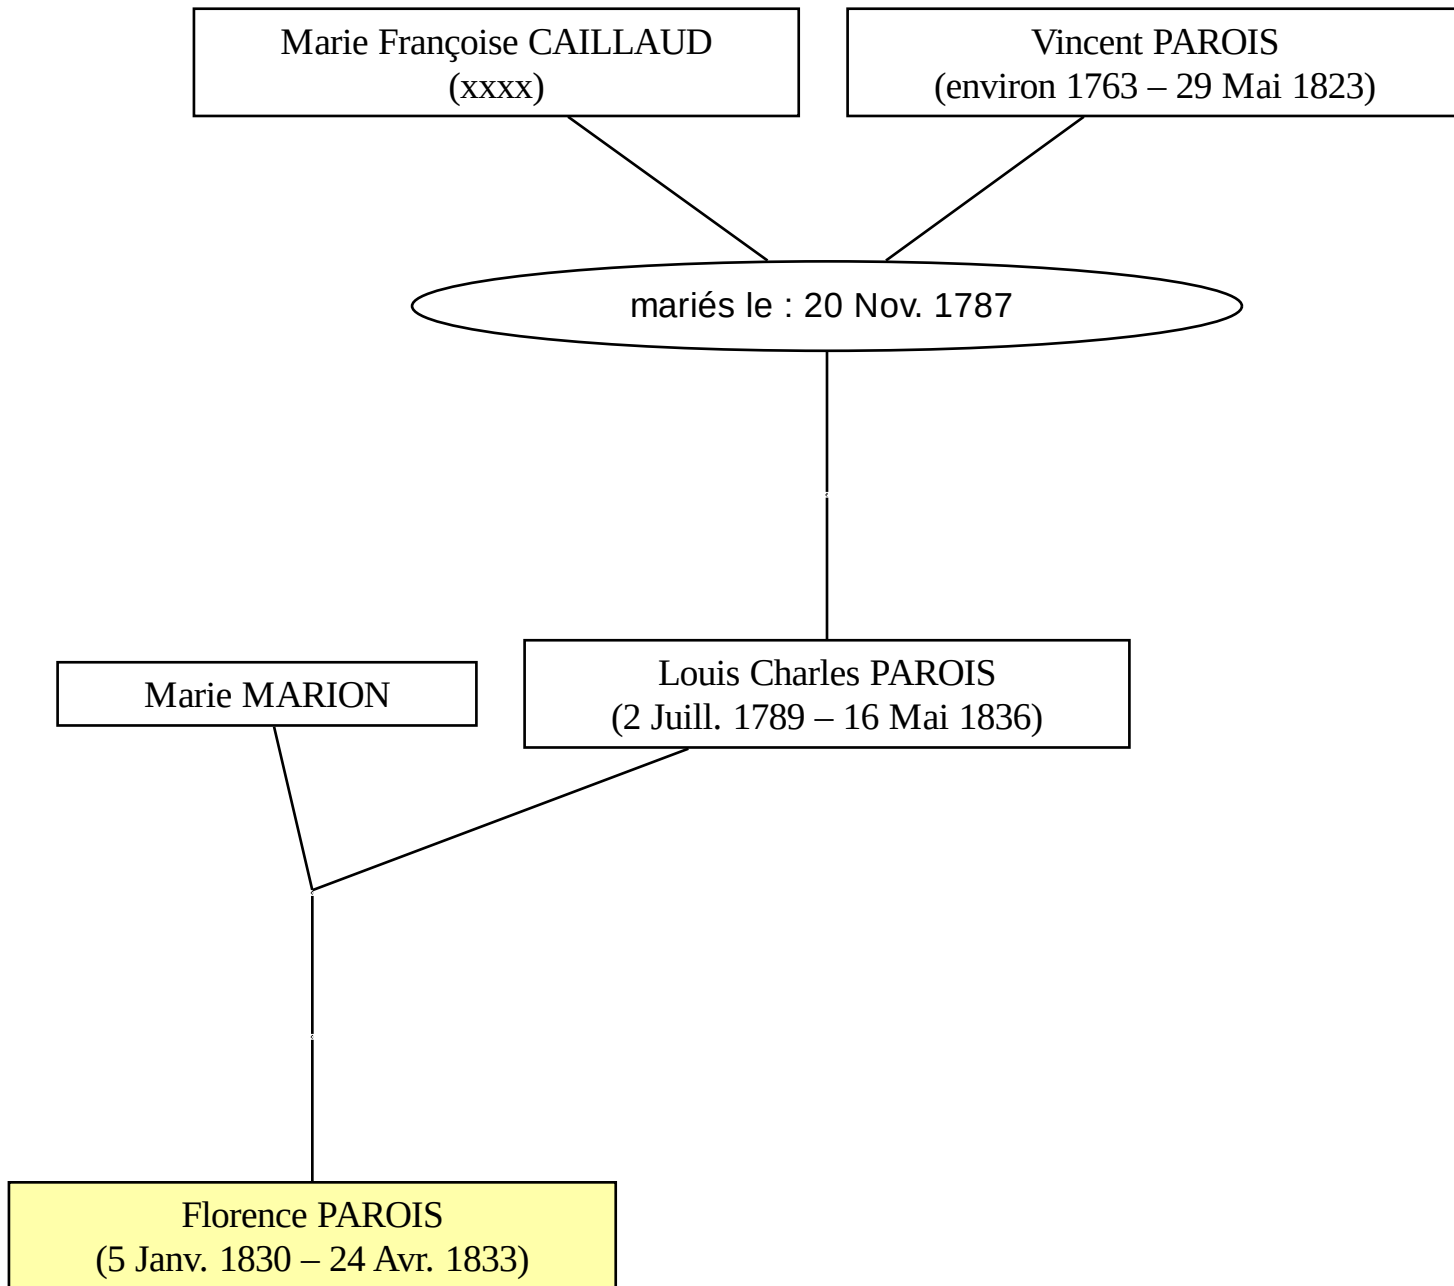 Marie Françoise CAILLAUD
(xxxx)
Vincent PAROIS
(environ 1763 – 29 Mai 1823)
mariés le : 20 Nov. 1787
Marie MARION
Louis Charles PAROIS
(2 Juill. 1789 – 16 Mai 1836)
Florence PAROIS
(5 Janv. 1830 – 24 Avr. 1833)